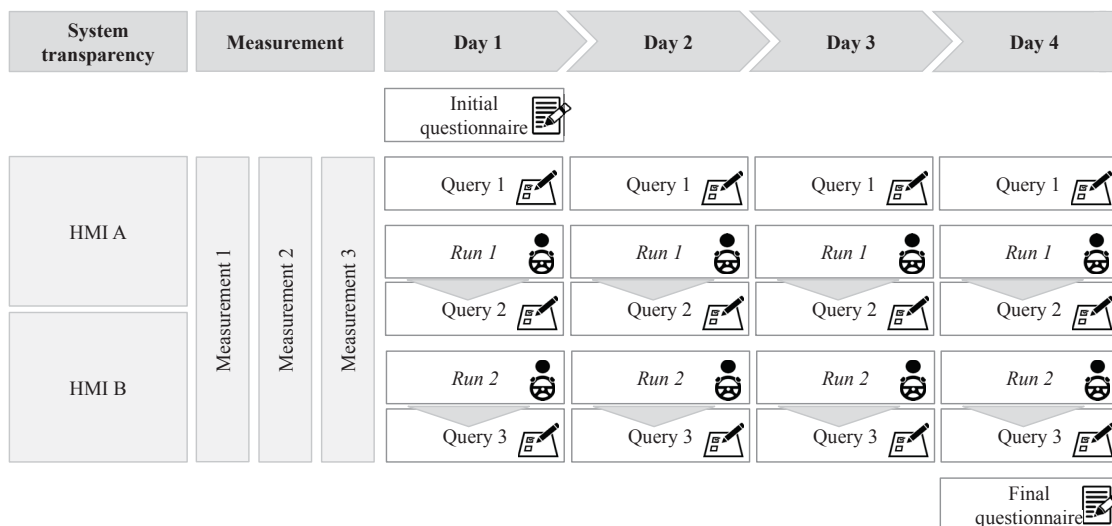 System
transparency
Measurement
Day 1
Day 2
Day 3
Day 4
Initial
questionnaire
HMI A
HMI B
Measurement 1
Measurement 2
Measurement 3
Query 1
Query 1
Query 1
Query 1
Run 1
Run 1
Run 1
Run 1
Query 2
Query 2
Query 2
Query 2
Run 2
Run 2
Run 2
Run 2
Query 3
Query 3
Query 3
Query 3
Final
questionnaire